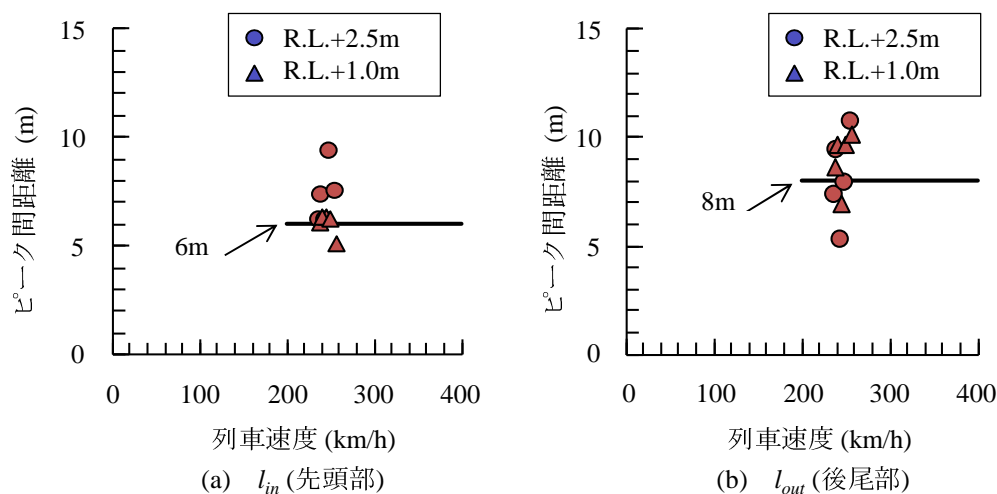 15
10
5
0
ピーク間距離 (m)
R.L.+2.5m
R.L.+1.0m
6m
0 100 200 300 400
列車速度 (km/h)
(a) l_in (先頭部)
15
10
5
0
ピーク間距離 (m)
R.L.+2.5m
R.L.+1.0m
8m
0 100 200 300 400
列車速度 (km/h)
(b) l_out (後尾部)